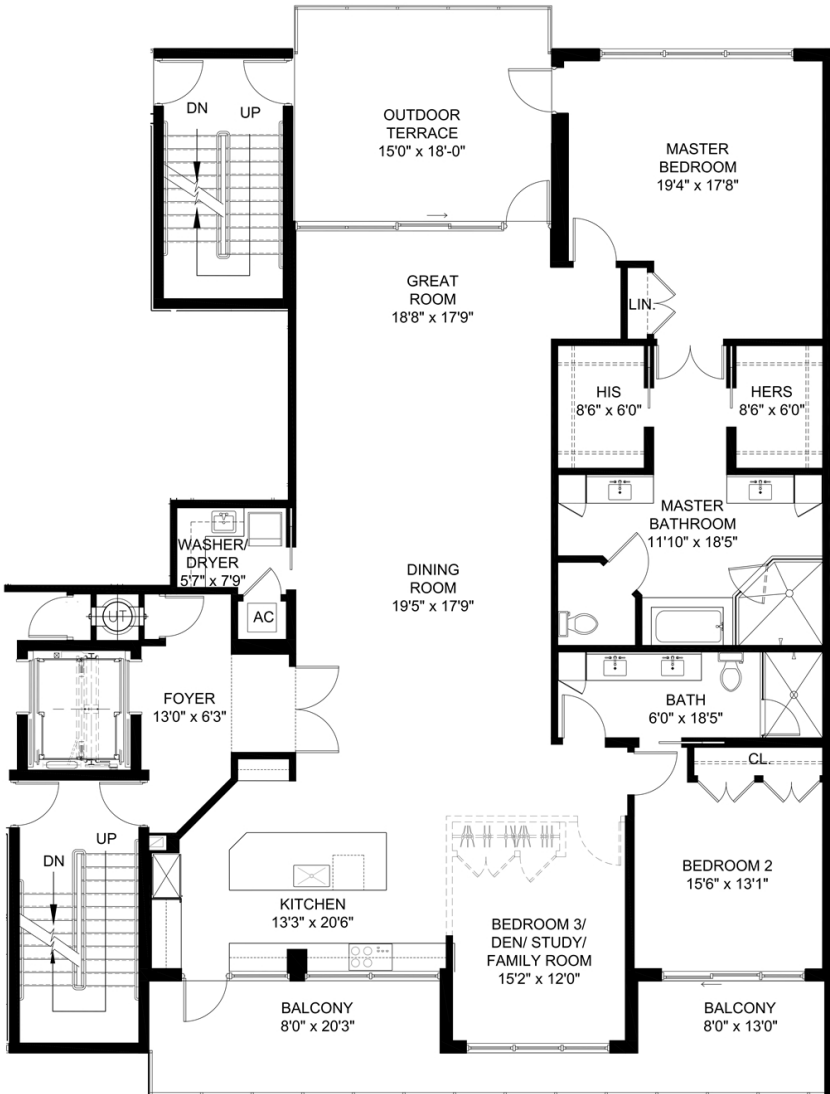 DN
UP
OUTDOOR
TERRACE
15'0" x 18'-0"
MASTER
BEDROOM
19'4" x 17'8"
GREAT
ROOM
18'8" x 17'9"
LIN.
HIS
8'6" x 6'0"
HERS
8'6" x 6'0"
MASTER
BATHROOM
11'10" x 18'5"
WASHER/
DRYER
5'7" x 7'9"
DINING
ROOM
19'5" x 17'9"
AC
UT
FOYER
13'0" x 6'3"
BATH
6'0" x 18'5"
CL.
UP
DN
KITCHEN
13'3" x 20'6"
BEDROOM 2
15'6" x 13'1"
BEDROOM 3/
DEN/ STUDY/
FAMILY ROOM
15'2" x 12'0"
BALCONY
8'0" x 20'3"
BALCONY
8'0" x 13'0"